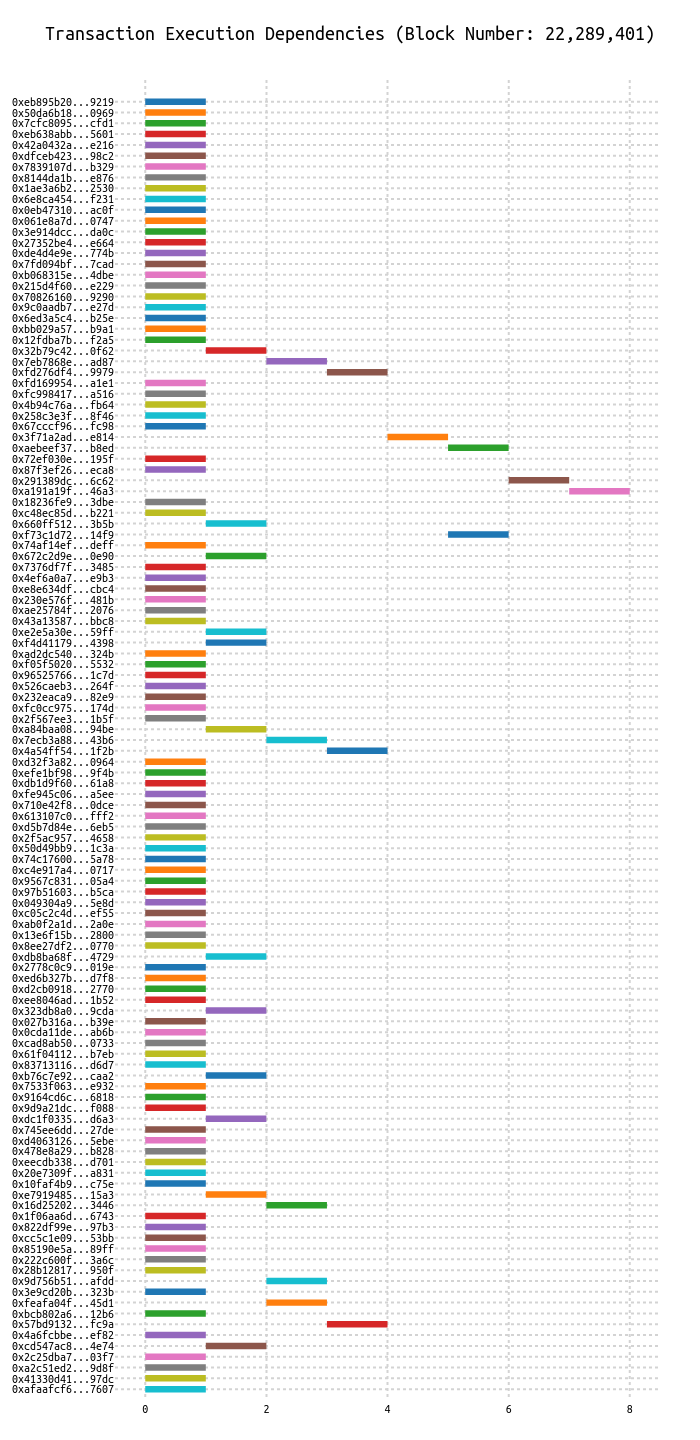 Transaction Execution Dependencies (Block Number: 22,289,401)
0xeb895b20...9219
0x50da6b18...0969
0x7cfc8095...cfd1
0xeb638abb...5601
0x42a0432a...e216
0xdfceb423...98c2
0x7839107d...b329
0x8144da1b...e876
0x1ae3a6b2...2530
0x6e8ca454...f231
0x0eb47310...ac0f
0x061e8a7d...0747
0x3e914dcc...da0c
0x27352be4...e664
0xde4d4e9e...774b
0x7fd094bf...7cad
0xb068315e...4dbe
0x215d4f60...e229
0x70826160...9290
0x9c0aadb7...e27d
0x6ed3a5c4...b25e
0xbb029a57...b9a1
0x12fdba7b...f2a5
0x32b79c42...0f62
0x7eb7868e...ad87
0xfd276df4...9979
0xfd169954...a1e1
0xfc998417...a516
0x4b94c76a...fb64
0x258c3e3f...8f46
0x67cccf96...fc98
0x3f71a2ad...e814
0xaebeef37...b8ed
0x72ef030e...195f
0x87f3ef26...eca8
0x291389dc...6c62
0xa191a19f...46a3
0x18236fe9...3dbe
0xc48ec85d...b221
0x660ff512...3b5b
0xf73c1d72...14f9
0x74af14ef...deff
0x672c2d9e...0e90
0x7376df7f...3485
0x4ef6a0a7...e9b3
0xe8e634df...cbc4
0x230e576f...481b
0xae25784f...2076
0x43a13587...bbc8
0xe2e5a30e...59ff
0xf4d41179...4398
0xad2dc540...324b
0xf05f5020...5532
0x96525766...1c7d
0x526caeb3...264f
0x232eaca9...82e9
0xfc0cc975...174d
0x2f567ee3...1b5f
0xa84baa08...94be
0x7ecb3a88...43b6
0x4a54ff54...1f2b
0xd32f3a82...0964
0xefe1bf98...9f4b
0xdb1d9f60...61a8
0xfe945c06...a5ee
0x710e42f8...0dce
0x613107c0...fff2
0xd5b7d84e...6eb5
0x2f5ac957...4658
0x50d49bb9...1c3a
0x74c17600...5a78
0xc4e917a4...0717
0x9567c831...05a4
0x97b51603...b5ca
0x049304a9...5e8d
0xc05c2c4d...ef55
0xab0f2a1d...2a0e
0x13e6f15b...2800
0x8ee27df2...0770
0xdb8ba68f...4729
0x2778c0c9...019e
0xed6b327b...d7f8
0xd2cb0918...2770
0xee8046ad...1b52
0x323db8a0...9cda
0x027b316a...b39e
0x0cda11de...ab6b
0xcad8ab50...0733
0x61f04112...b7eb
0x83713116...d6d7
0xb76c7e92...caa2
0x7533f063...e932
0x9164cd6c...6818
0x9d9a21dc...f088
0xdc1f0335...d6a3
0x745ee6dd...27de
0xd4063126...5ebe
0x478e8a29...b828
0xeecdb338...d701
0x20e7309f...a831
0x10faf4b9...c75e
0xe7919485...15a3
0x16d25202...3446
0x1f06aa6d...6743
0x822df99e...97b3
0xcc5c1e09...53bb
0x85190e5a...89ff
0x222c600f...3a6c
0x28b12817...950f
0x9d756b51...afdd
0x3e9cd20b...323b
0xfeafa04f...45d1
0xbcb802a6...12b6
0x57bd9132...fc9a
0x4a6fcbbe...ef82
0xcd547ac8...4e74
0x2c25dba7...03f7
0xa2c51ed2...9d8f
0x41330d41...97dc
0xafaafcf6...7607
0 2 4 6 8